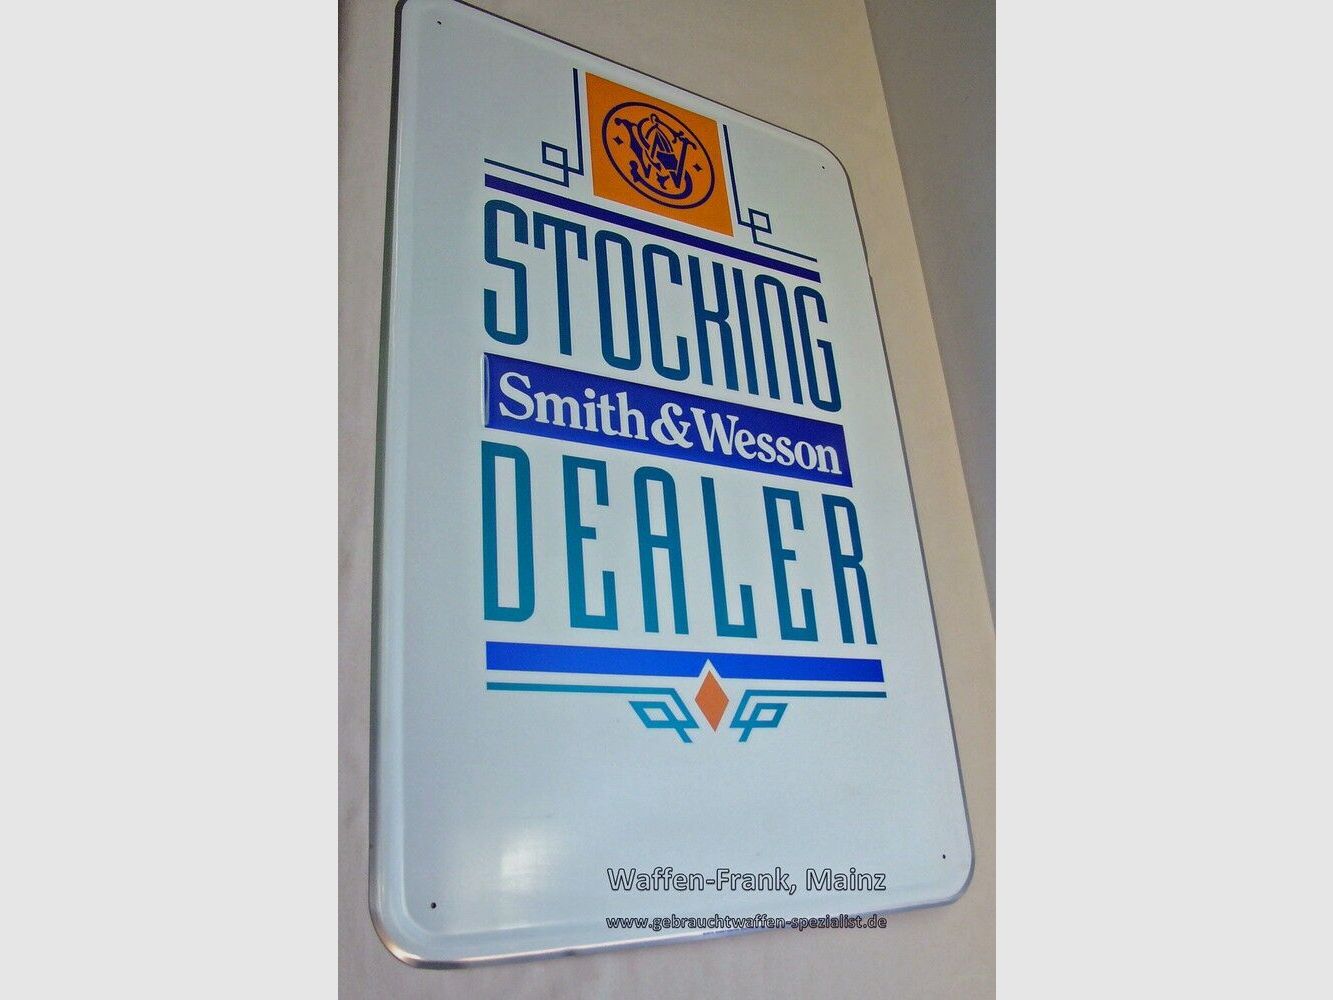 STOCKING
Smith & Wesson
DEALER
Waffen-Frank, Mainz
www.gebrauchtwaffen-spezialist.de